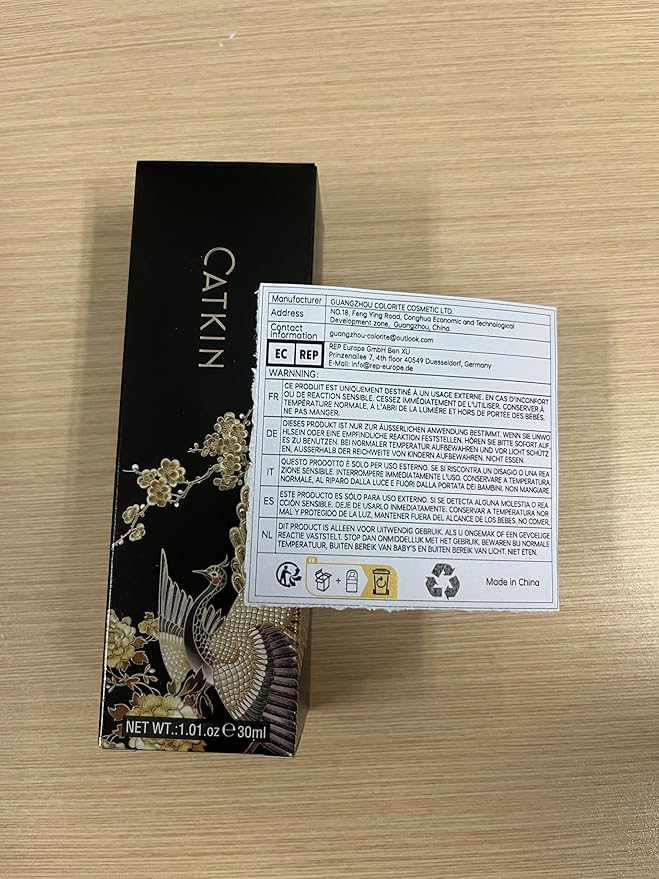 CATKIN
NET WT.:1.01.oz ℮ 30ml
Manufacturer GUANGZHOU COLORITE COSMETIC LTD.
Address NO.18, Feng Ying Road, Conghua Economic and Technological
Development zone, Guangzhou, China.
Contact
information guangzhou-colorite@outlook.com
EC REP REP Europe GmbH Ben XU
Prinzenallee 7, 4th floor 40549 Duesseldorf, Germany
E-Mail: info@rep-europe.de
WARNING:
FR CE PRODUIT EST UNIQUEMENT DESTINÉ À UN USAGE EXTERNE. EN CAS D'INCONFORT
OU DE REACTION SENSIBLE. CESSEZ IMMÉDIATEMENT DE L'UTILISER. CONSERVER À
TEMPÉRATURE NORMALE, À L'ABRI DE LA LUMIÈRE ET HORS DE PORTÉE DES BÉBÉS.
NE PAS MANGER.
DE DIESES PRODUKT IST NUR ZUR ÄUSSERLICHEN ANWENDUNG BESTIMMT. WENN SIE UNWO
HLSEIN ODER EINE EMPFINDLICHE REAKTION FESTSTELLEN. HÖREN SIE BITTE SOFORT AUF
ES ZU BENUTZEN. BEI NORMALER TEMPERATUR AUFBEWAHREN UND VOR LICHT SCHÜTZ
EN, AUSSERHALB DER REICHWEITE VON KINDERN AUFBEWAHREN, NICHT ESSEN.
IT QUESTO PRODOTTO È SOLO PER USO ESTERNO. SE SI RISCONTRA UN DISAGIO O UNA REA
ZIONE SENSIBILE. INTERROMPERE IMMEDIATAMENTE L'USO. CONSERVARE A TEMPERATURA
NORMALE, AL RIPARO DALLA LUCE E FUORI DALLA PORTATA DEI BAMBINI. NON MANGIARE
ES ESTE PRODUCTO ES SÓLO PARA USO EXTERNO. SI SE DETECTA ALGUNA MOLESTIA O REA
CCIÓN SENSIBLE. DEJE DE USARLO INMEDIATAMENTE. CONSERVAR A TEMPERATURA NOR
MAL Y PROTEGIDO DE LA LUZ, MANTENER FUERA DEL ALCANCE DE LOS BEBES. NO COMER.
NL DIT PRODUCT IS ALLEEN VOOR UITWENDIG GEBRUIK. ALS U ONGEMAK OF EEN GEVOELIGE
REACTIE VASTSTELT. STOP DAN ONMIDDELLIJK MET HET GEBRUIK. BEWAREN BIJ NORMALE
TEMPERATUUR, BUITEN BEREIK VAN BABY'S EN BUITEN BEREIK VAN LICHT. NIET ETEN.
Made in China